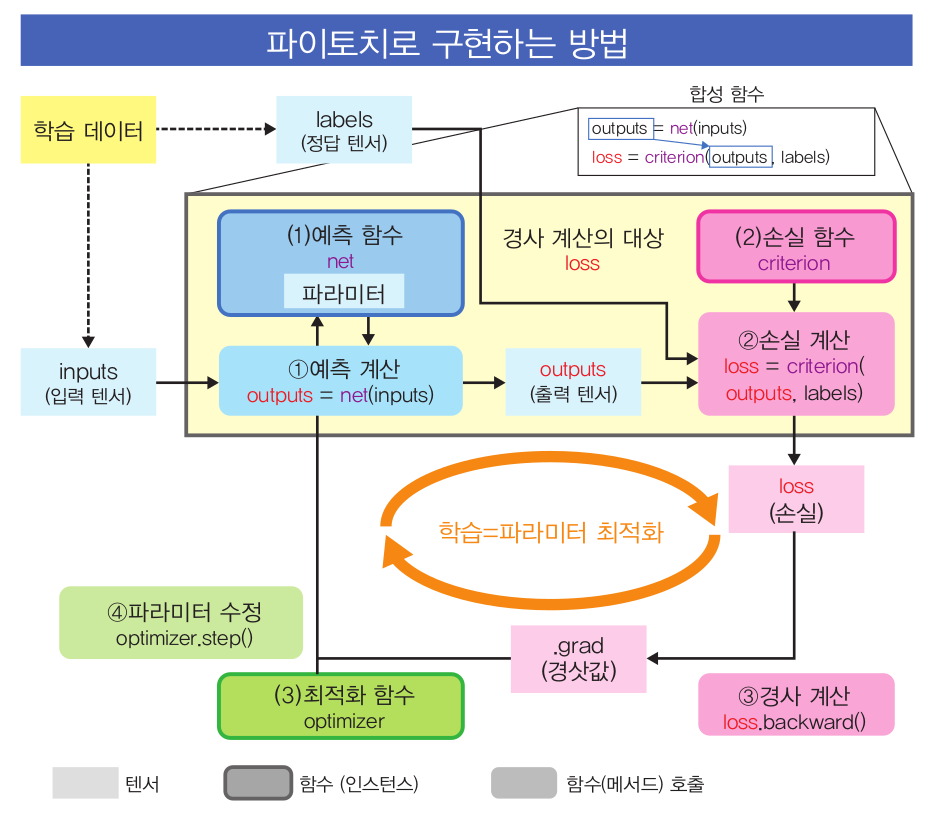 파이토치로 구현하는 방법
합성 함수
outputs = net(inputs)
loss = criterion(outputs, labels)
학습 데이터
labels
(정답 텐서)
(1)예측 함수
net
파라미터
경사 계산의 대상
loss
(2)손실 함수
criterion
inputs
(입력 텐서)
①예측 계산
outputs = net(inputs)
outputs
(출력 텐서)
②손실 계산
loss = criterion(
outputs, labels)
loss
(손실)
학습=파라미터 최적화
④파라미터 수정
optimizer.step()
.grad
(경삿값)
(3)최적화 함수
optimizer
③경사 계산
loss.backward()
텐서
함수 (인스턴스)
함수(메서드) 호출